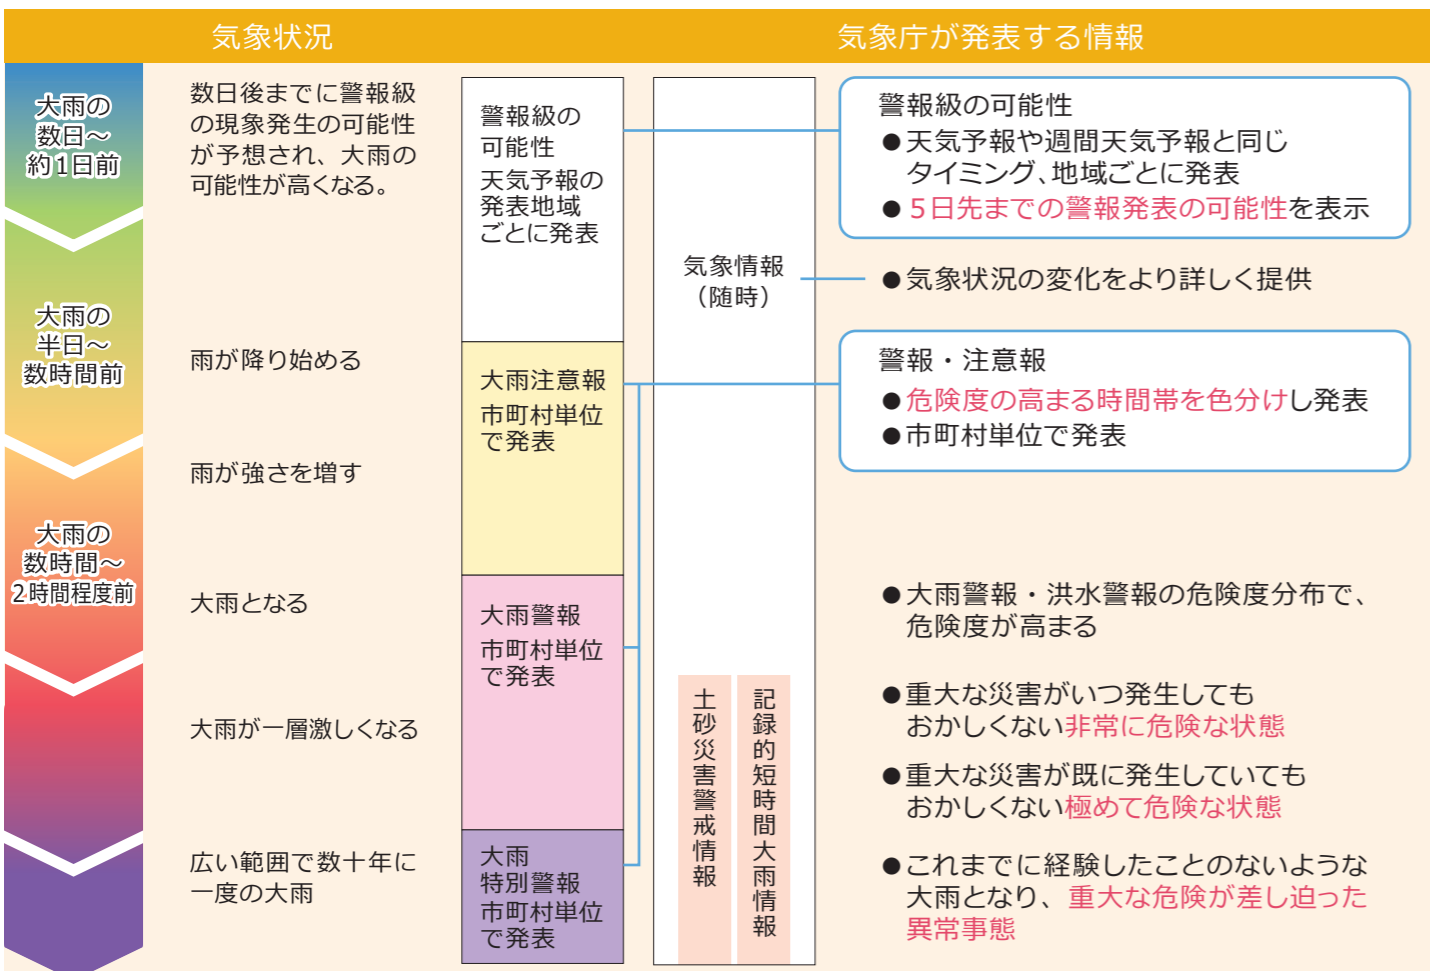 気象状況
気象庁が発表する情報
大雨の
数日～
約1日前
数日後までに警報級
の現象発生の可能性
が予想され、大雨の
可能性が高くなる。
警報級の
可能性
天気予報の
発表地域
ごとに発表
警報級の可能性
●天気予報や週間天気予報と同じ
タイミング、地域ごとに発表
●5日先までの警報発表の可能性を表示
気象情報
（随時）
●気象状況の変化をより詳しく提供
大雨の
半日～
数時間前
雨が降り始める
大雨注意報
市町村単位
で発表
警報・注意報
●危険度の高まる時間帯を色分けし発表
●市町村単位で発表
雨が強さを増す
大雨の
数時間～
2時間程度前
大雨となる
大雨警報
市町村単位
で発表
●大雨警報・洪水警報の危険度分布で、
危険度が高まる
大雨が一層激しくなる
土砂災害警戒情報
記録的短時間大雨情報
●重大な災害がいつ発生しても
おかしくない非常に危険な状態
●重大な災害が既に発生していても
おかしくない極めて危険な状態
広い範囲で数十年に
一度の大雨
大雨
特別警報
市町村単位
で発表
●これまでに経験したことのないような
大雨となり、重大な危険が差し迫った
異常事態